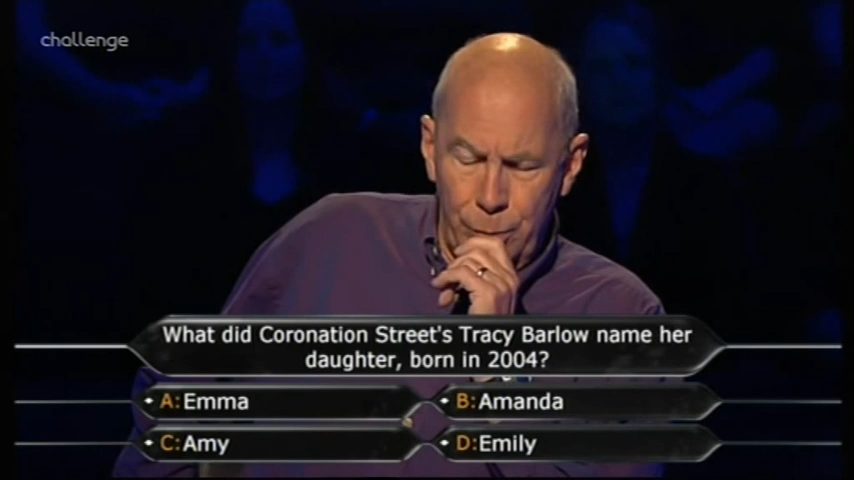 challenge
What did Coronation Street's Tracy Barlow name her
daughter, born in 2004?
A: Emma
B: Amanda
C: Amy
D: Emily